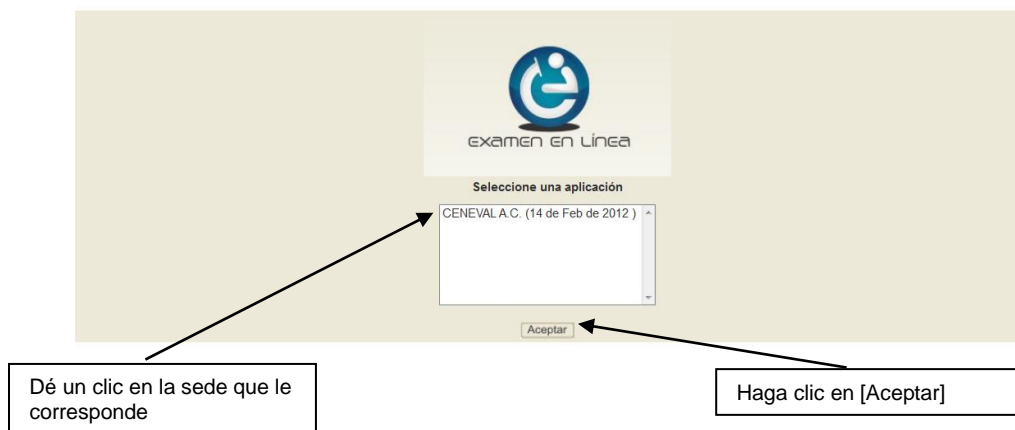 examen en Línea
Seleccione una aplicación
CENEVAL A.C. (14 de Feb de 2012 )
Aceptar
Dé un clic en la sede que le
corresponde
Haga clic en [Aceptar]